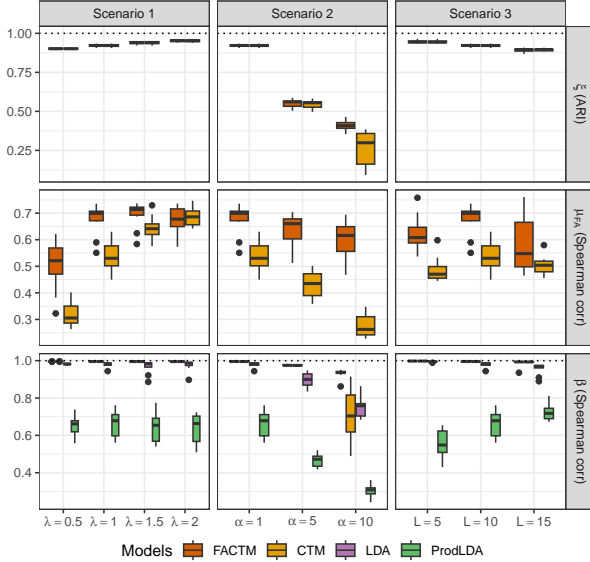 Scenario 1 Scenario 2 Scenario 3
1.00
0.75
0.50
0.25
ξ (ARI)
0.7
0.6
0.5
0.4
0.3
μFA (Spearman corr)
1.0
0.8
0.6
0.4
β (Spearman corr)
λ = 0.5 λ = 1 λ = 1.5 λ = 2 α = 1 α = 5 α = 10 L = 5 L = 10 L = 15
Models FACTM CTM LDA ProdLDA